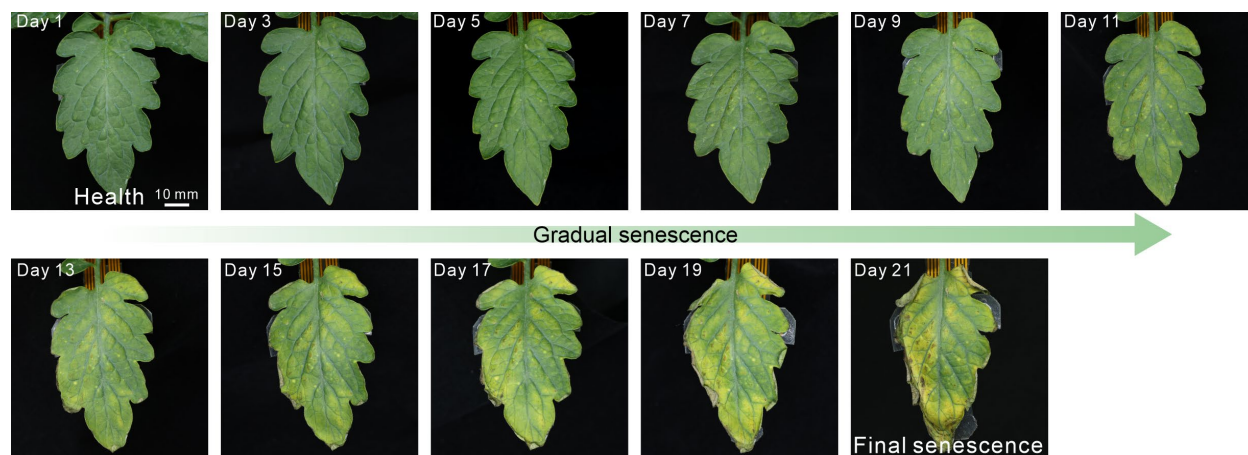 Day 1
Day 3
Day 5
Day 7
Day 9
Day 11
Health
10 mm
Gradual senescence
Day 13
Day 15
Day 17
Day 19
Day 21
Final senescence